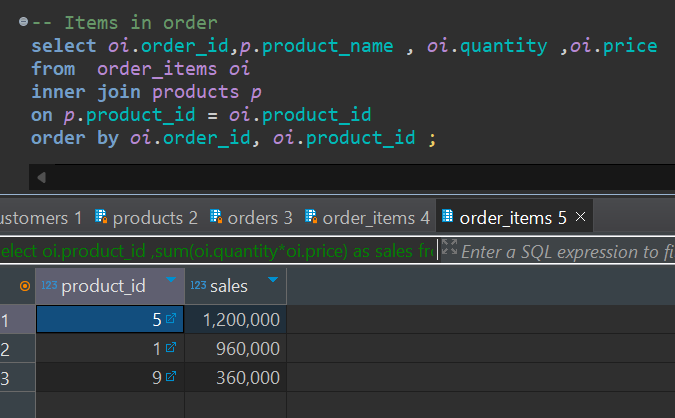 -- Items in order
select oi.order_id,p.product_name , oi.quantity ,oi.price
from  order_items oi
inner join products p
on p.product_id = oi.product_id
order by oi.order_id, oi.product_id ;
ustomers 1 products 2 orders 3 order_items 4 order_items 5
elect oi.product_id ,sum(oi.quantity*oi.price) as sales fr Enter a SQL expression to fi
123 product_id 123 sales
1 5 1,200,000
2 1 960,000
3 9 360,000